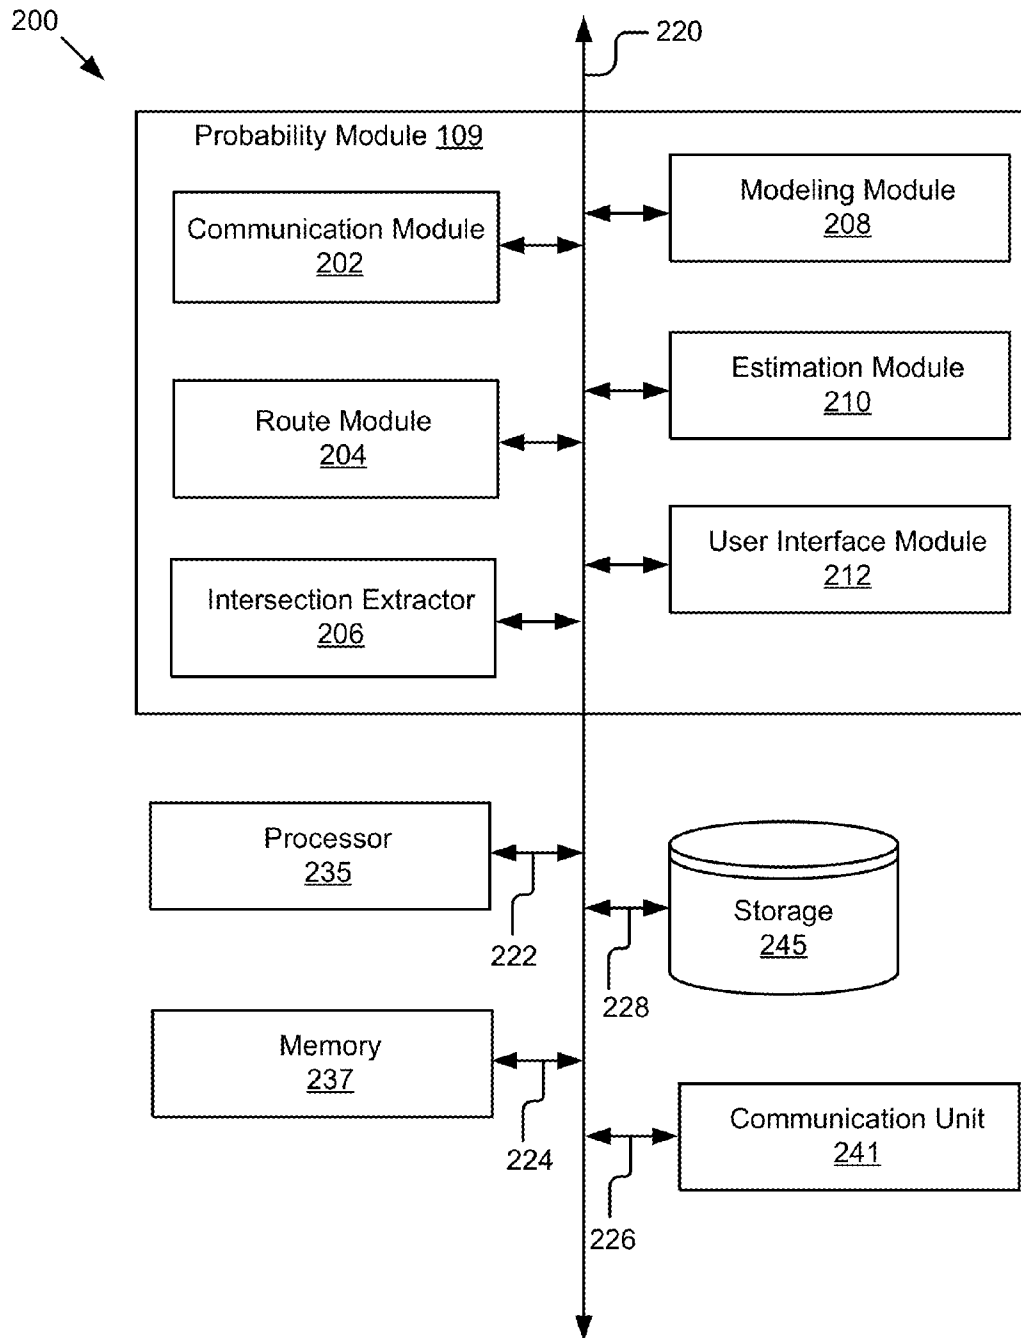 200
220
Probability Module 109
Communication Module
202
Modeling Module
208
Route Module
204
Estimation Module
210
Intersection Extractor
206
User Interface Module
212
Processor
235
222
Storage
245
228
Memory
237
224
Communication Unit
241
226